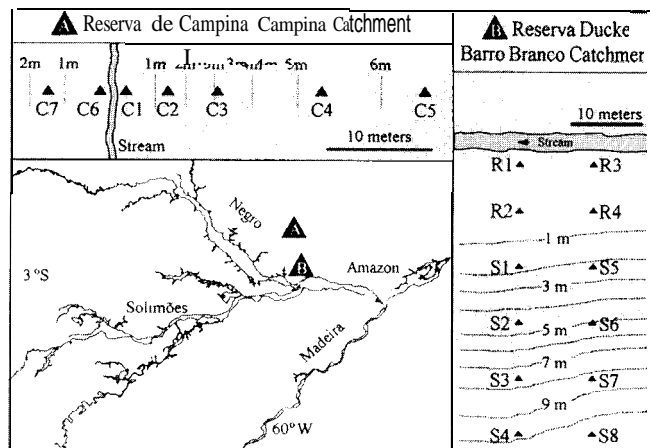 A Reserva de Campina Campina Catchment
2m 1m 1m 3m 4m 5m 6m
C7 C6 C1 C2 C3 C4 C5
Stream
10 meters
Negro
A
B
3 °S
Amazon
Solimões
Madeira
60° W
B Reserva Ducke
Barro Branco Catchmer
10 meters
Stream
R1 R3
R2 R4
1 m
S1 S5
3 m
S2 S6
5 m
7 m
S3 S7
9 m
S4 S8